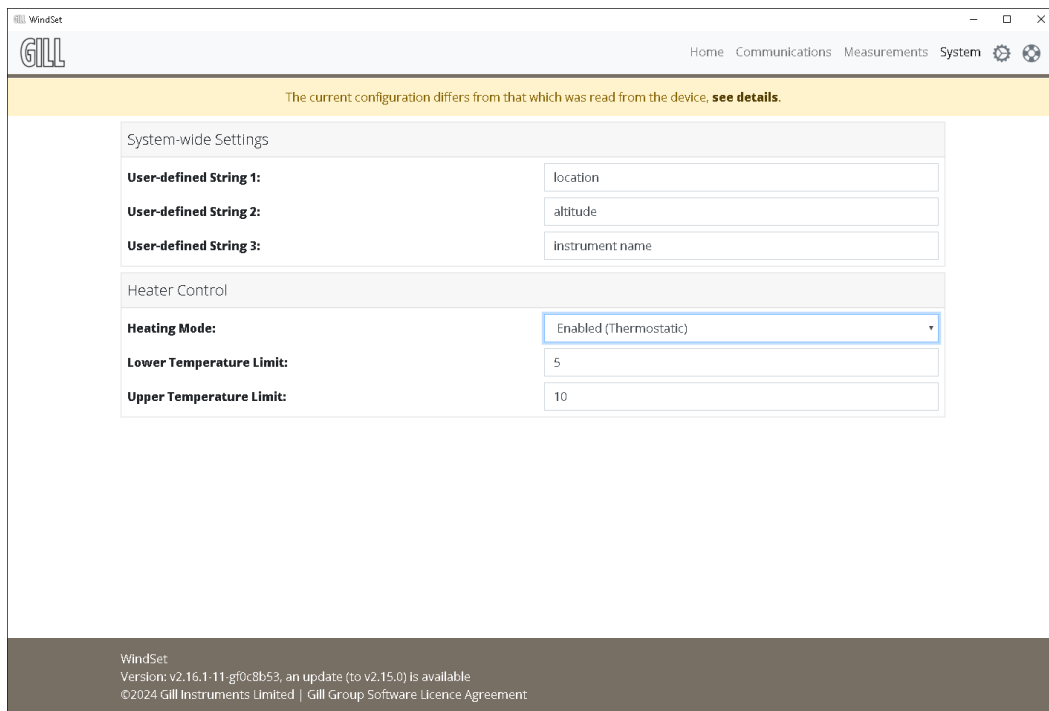 GILL WindSet
GILL
Home Communications Measurements System
The current configuration differs from that which was read from the device, see details.
System-wide Settings
User-defined String 1: location
User-defined String 2: altitude
User-defined String 3: instrument name
Heater Control
Heating Mode: Enabled (Thermostatic)
Lower Temperature Limit: 5
Upper Temperature Limit: 10
WindSet
Version: v2.16.1-11-gf0c8b53, an update (to v2.15.0) is available
©2024 Gill Instruments Limited | Gill Group Software Licence Agreement